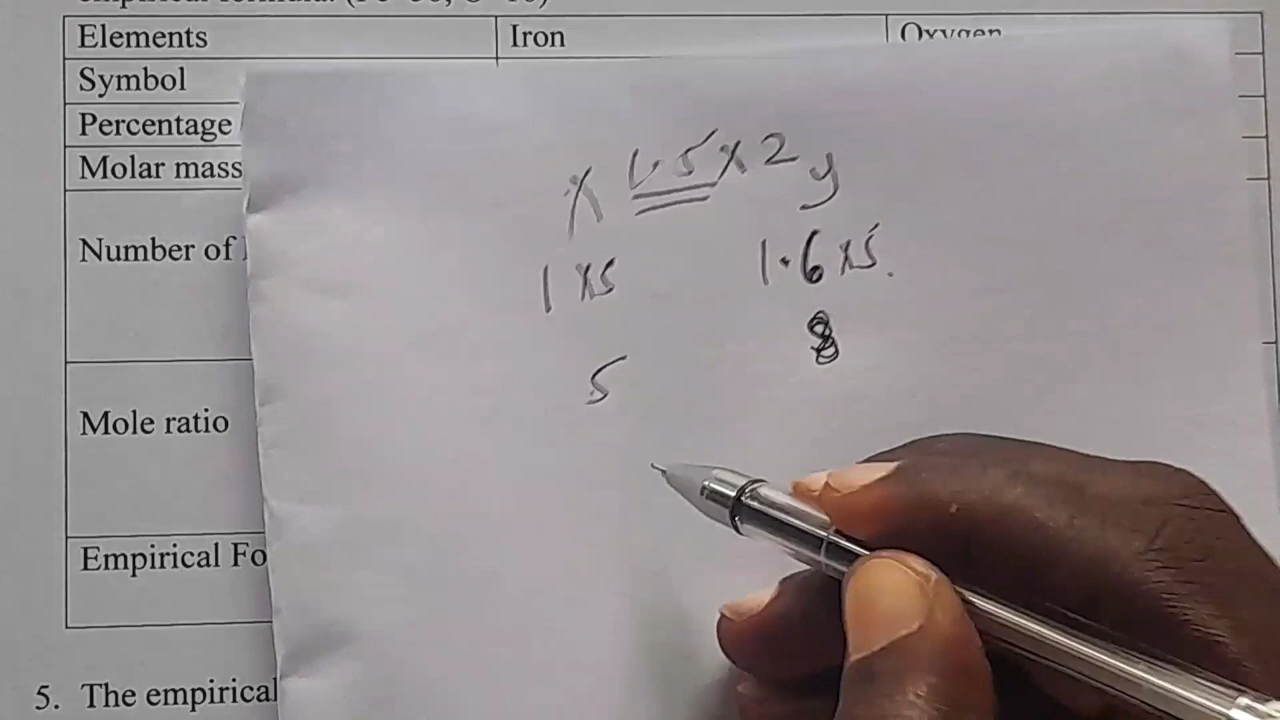 Elements Iron Oxygen
Symbol
Percentage
Molar mass
x 1.5 x 2 y
Number of
1 x 5 1.6 x 5.
5 8
Mole ratio
Empirical Fo
5. The empirical